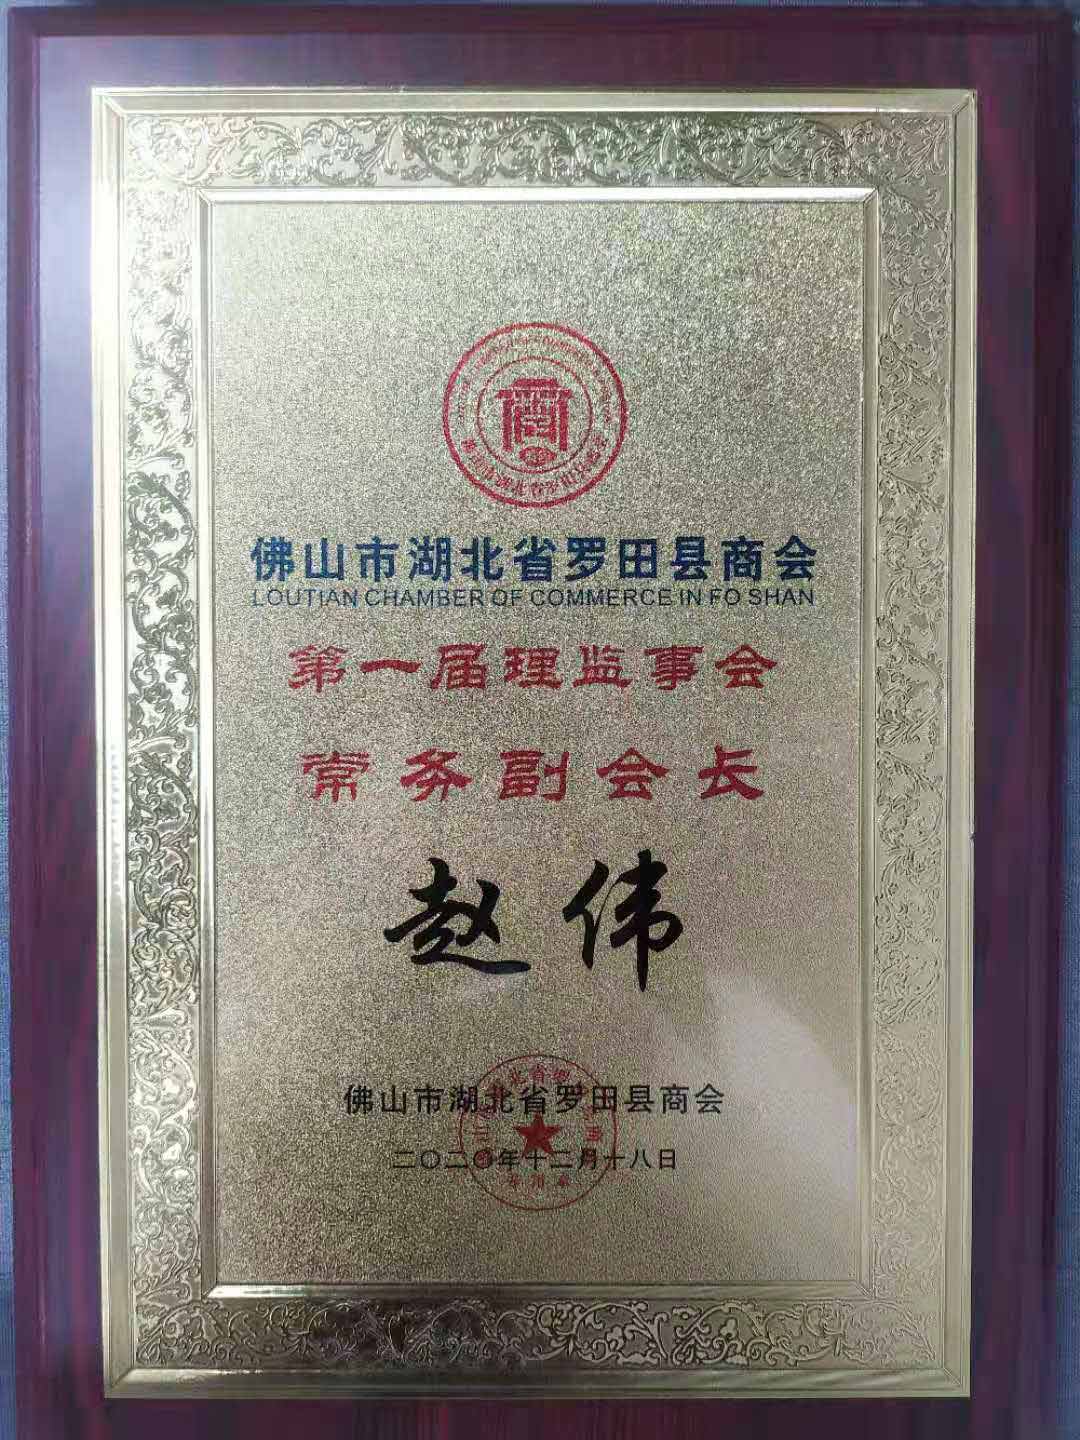 佛山市湖北省罗田县商会
LOUTIAN CHAMBER OF COMMERCE IN FO SHAN
第一届理监事会
常务副会长
赵伟
佛山市湖北省罗田县商会
二〇二〇年十二月十八日